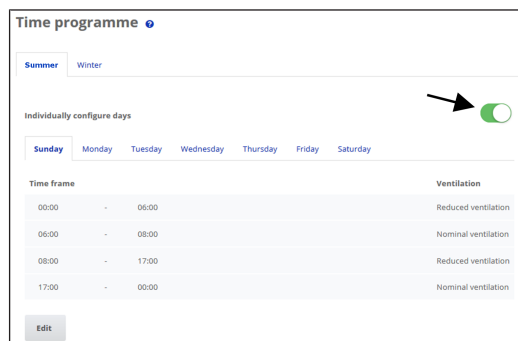 Time programme ?
Summer Winter
Individually configure days
Sunday Monday Tuesday Wednesday Thursday Friday Saturday
Time frame Ventilation
00:00 - 06:00 Reduced ventilation
06:00 - 08:00 Nominal ventilation
08:00 - 17:00 Reduced ventilation
17:00 - 00:00 Nominal ventilation
Edit